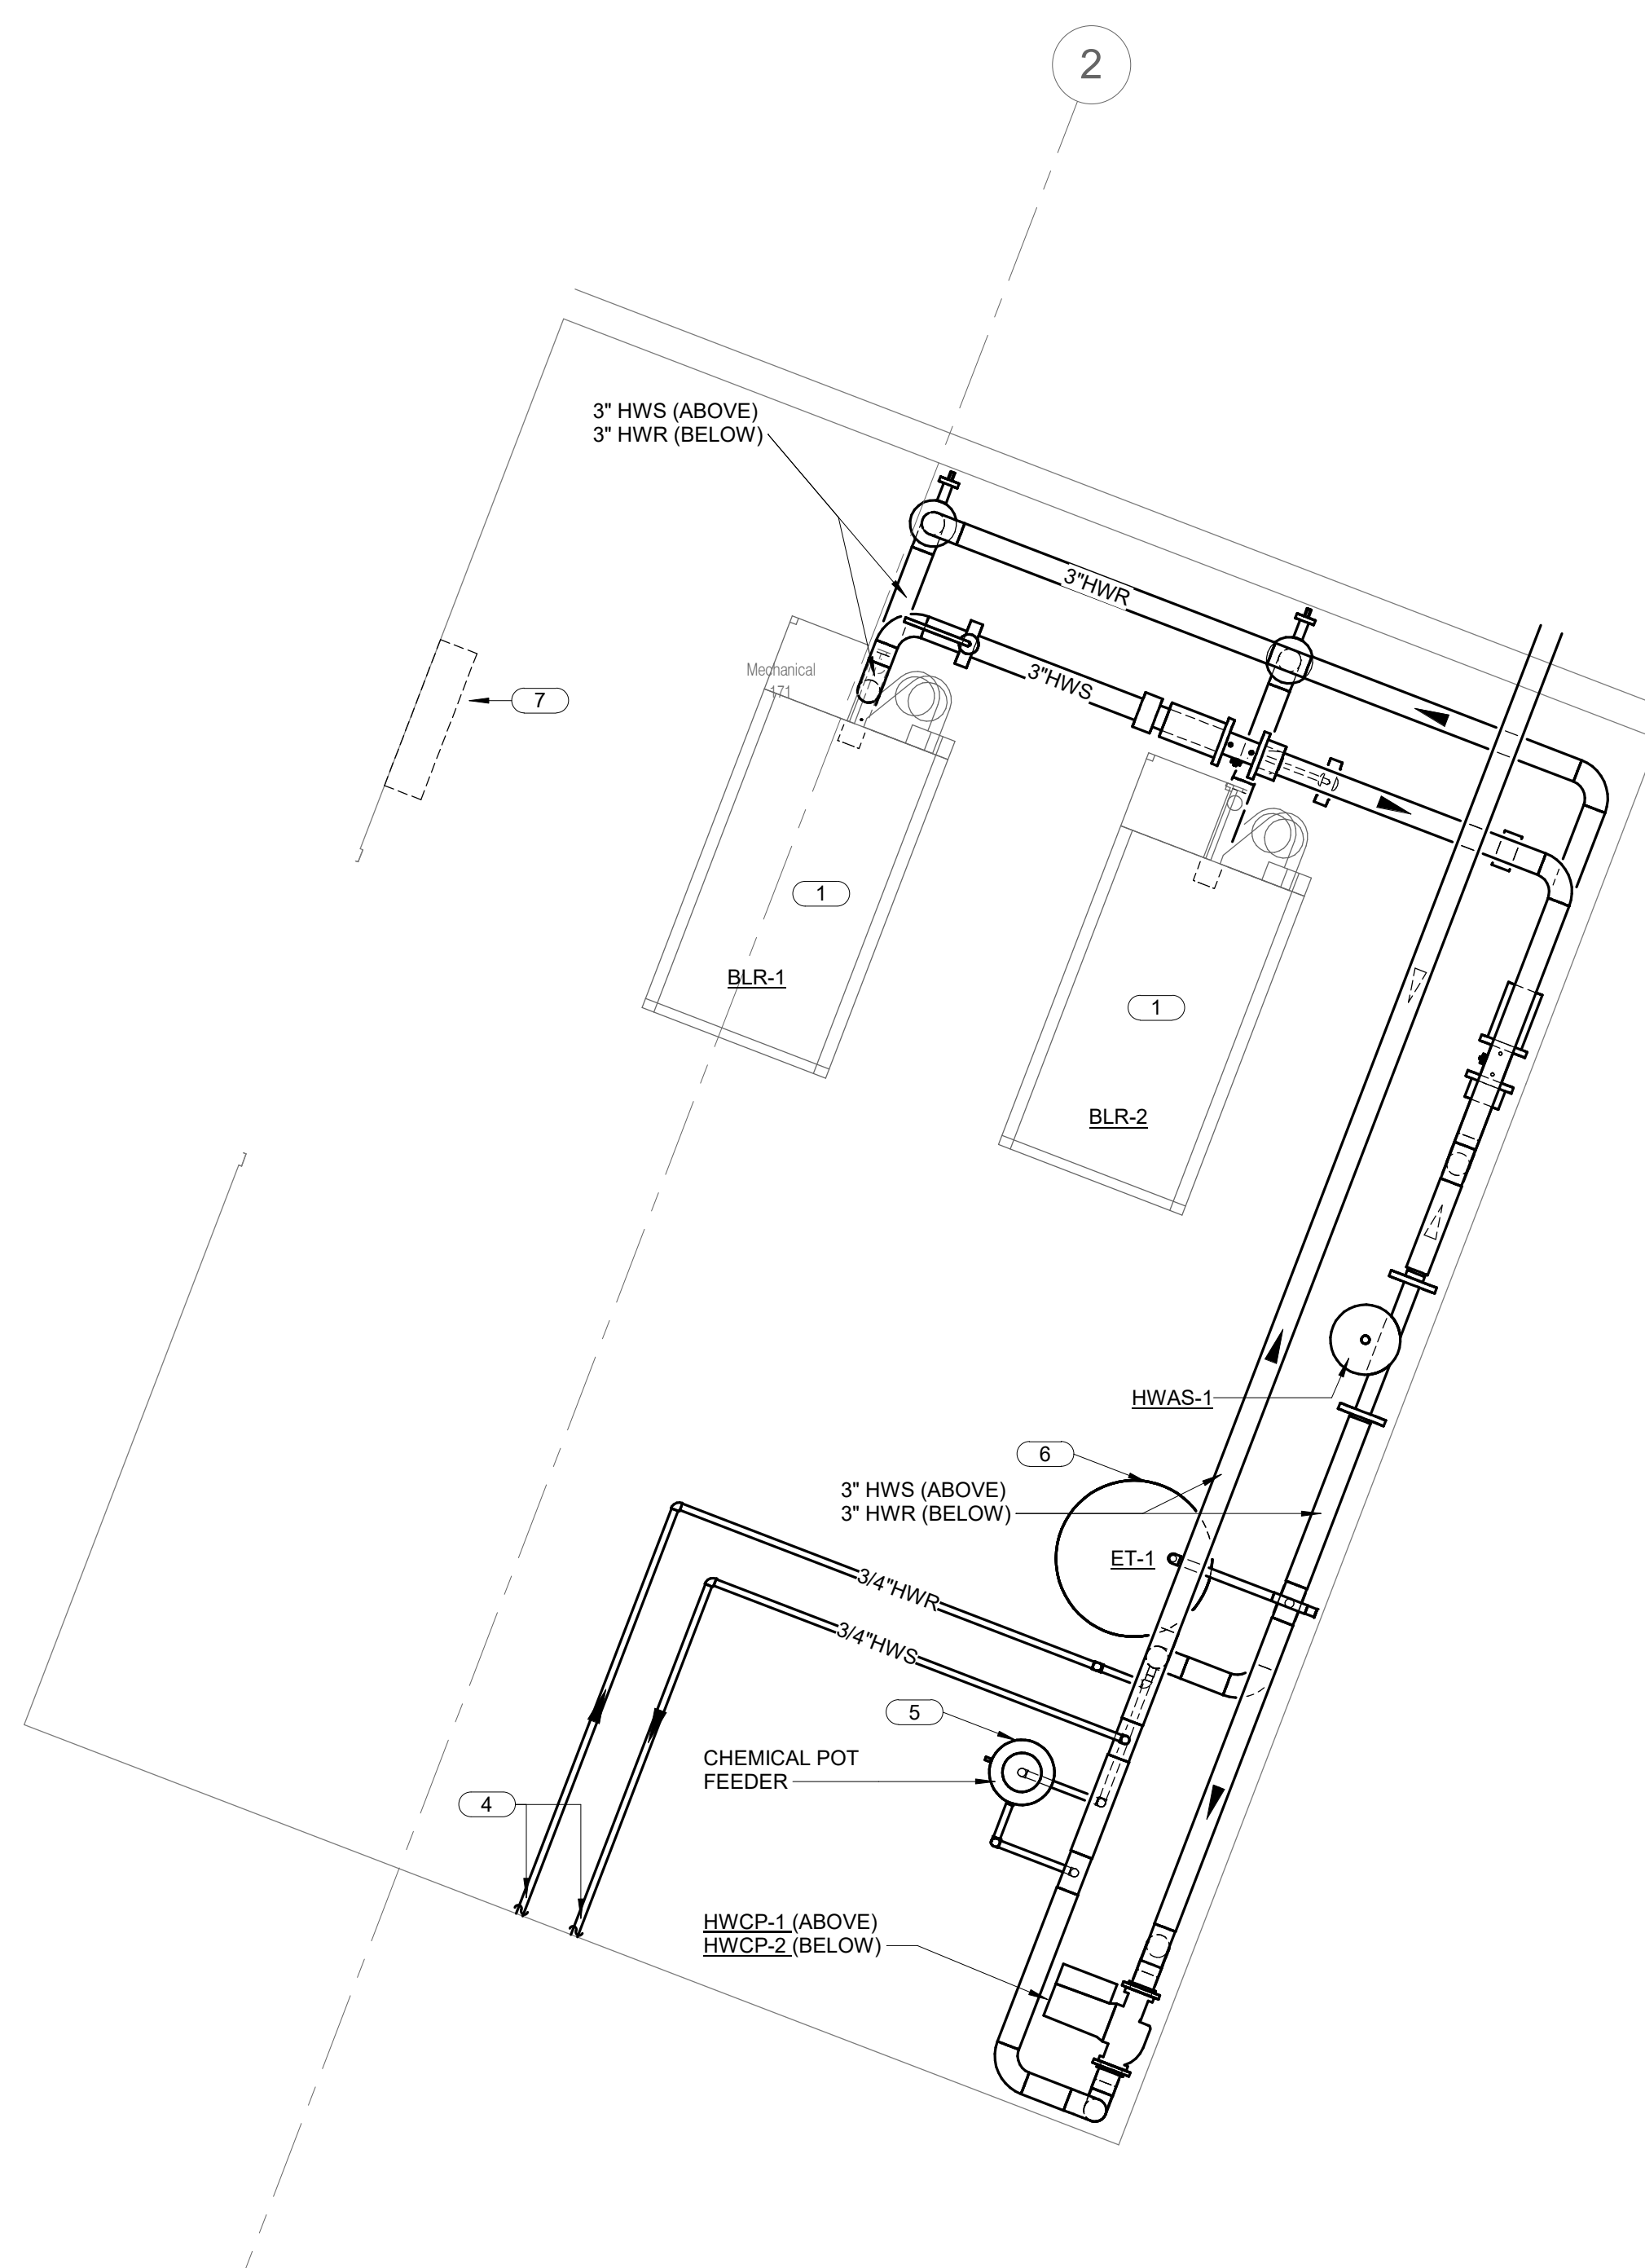 2
3" HWS (ABOVE)
3" HWR (BELOW)
3"HWR
3"HWS
Mechanical
171
7
1
BLR-1
1
BLR-2
HWAS-1
6
3" HWS (ABOVE)
3" HWR (BELOW)
ET-1
3/4"HWR
3/4"HWS
5
CHEMICAL POT
FEEDER
4
HWCP-1 (ABOVE)
HWCP-2 (BELOW)